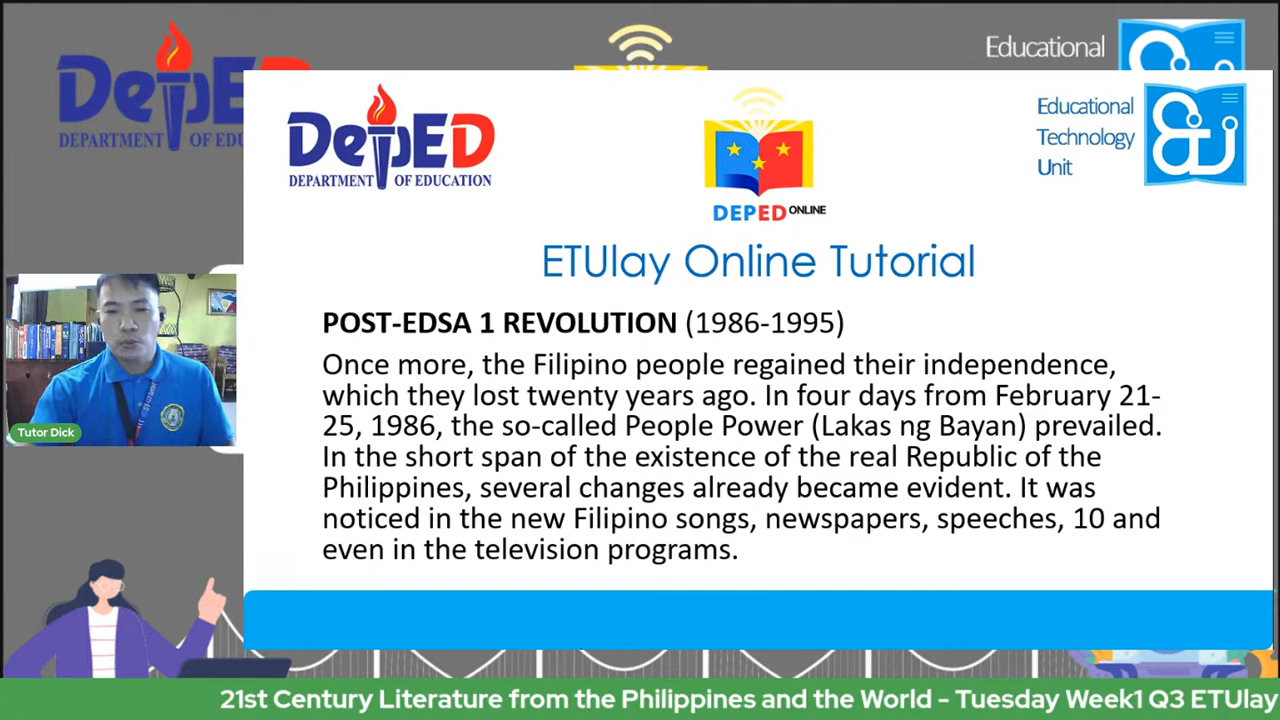 Educational
DepED
DEPARTMENT OF EDU
DepED
DEPARTMENT OF EDUCATION
DEPED ONLINE
Educational
Technology
Unit
ETUlay Online Tutorial
POST-EDSA 1 REVOLUTION (1986-1995)
Once more, the Filipino people regained their independence,
which they lost twenty years ago. In four days from February 21-
25, 1986, the so-called People Power (Lakas ng Bayan) prevailed.
In the short span of the existence of the real Republic of the
Philippines, several changes already became evident. It was
noticed in the new Filipino songs, newspapers, speeches, 10 and
even in the television programs.
Tutor Dick
21st Century Literature from the Philippines and the World - Tuesday Week1 Q3 ETUlay